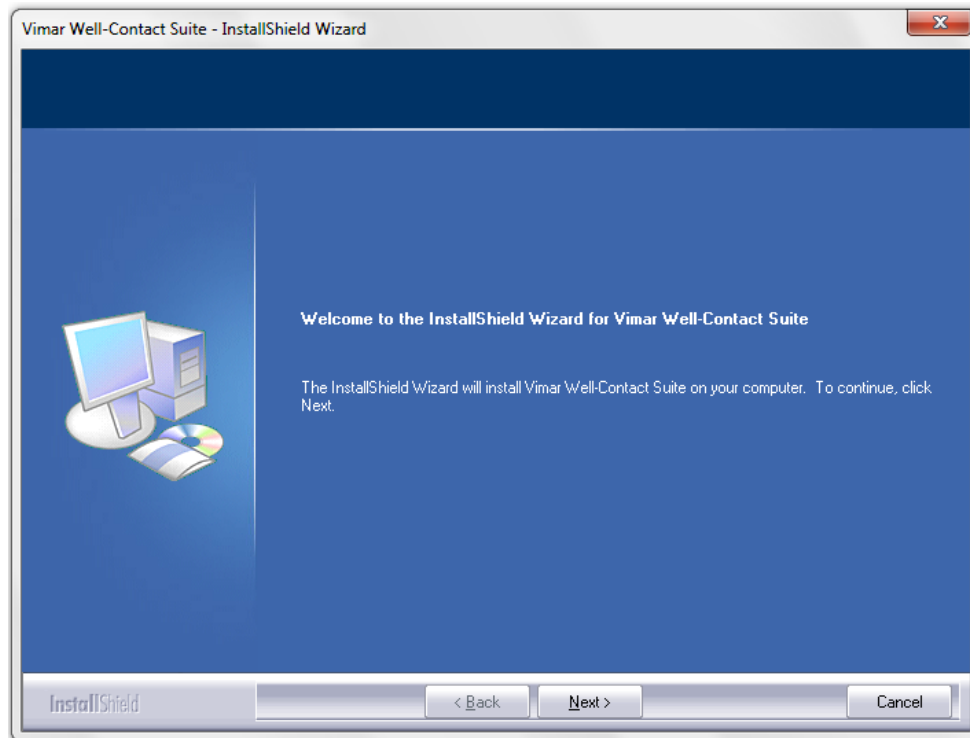 Vimar Well-Contact Suite - InstallShield Wizard
Welcome to the InstallShield Wizard for Vimar Well-Contact Suite
The InstallShield Wizard will install Vimar Well-Contact Suite on your computer.  To continue, click
Next.
InstallShield
< Back
Next >
Cancel